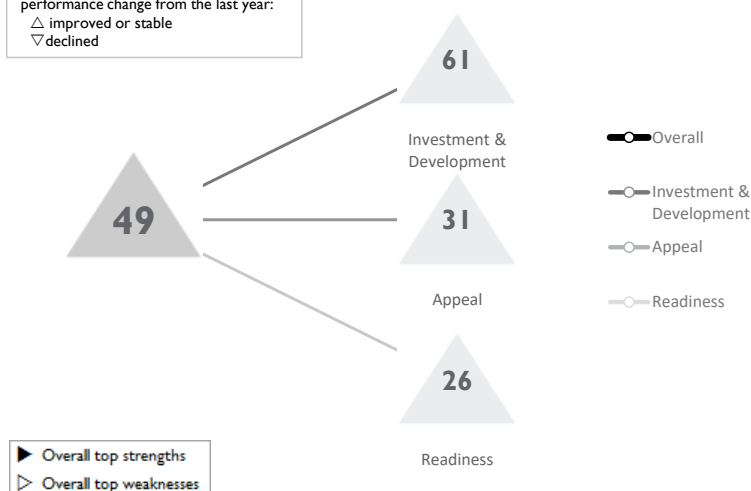 performance change from the last year:
△ improved or stable
▽ declined
61
Investment &
Development
49
31
Appeal
26
Readiness
Overall
Investment &
Development
Appeal
Readiness
▶ Overall top strengths
▷ Overall top weaknesses